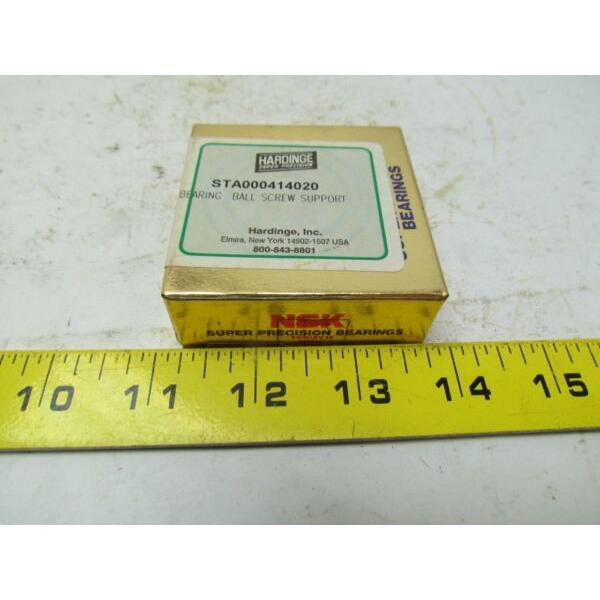 HARDINGE
SUPER PRECISION
STA000414020
BEARING BALL SCREW SUPPORT
Hardinge, Inc.
Elmira, New York 14902-1507 USA
800-843-8801
BEARINGS
NSK
SUPER PRECISION BEARINGS
10 11 12 13 14 15